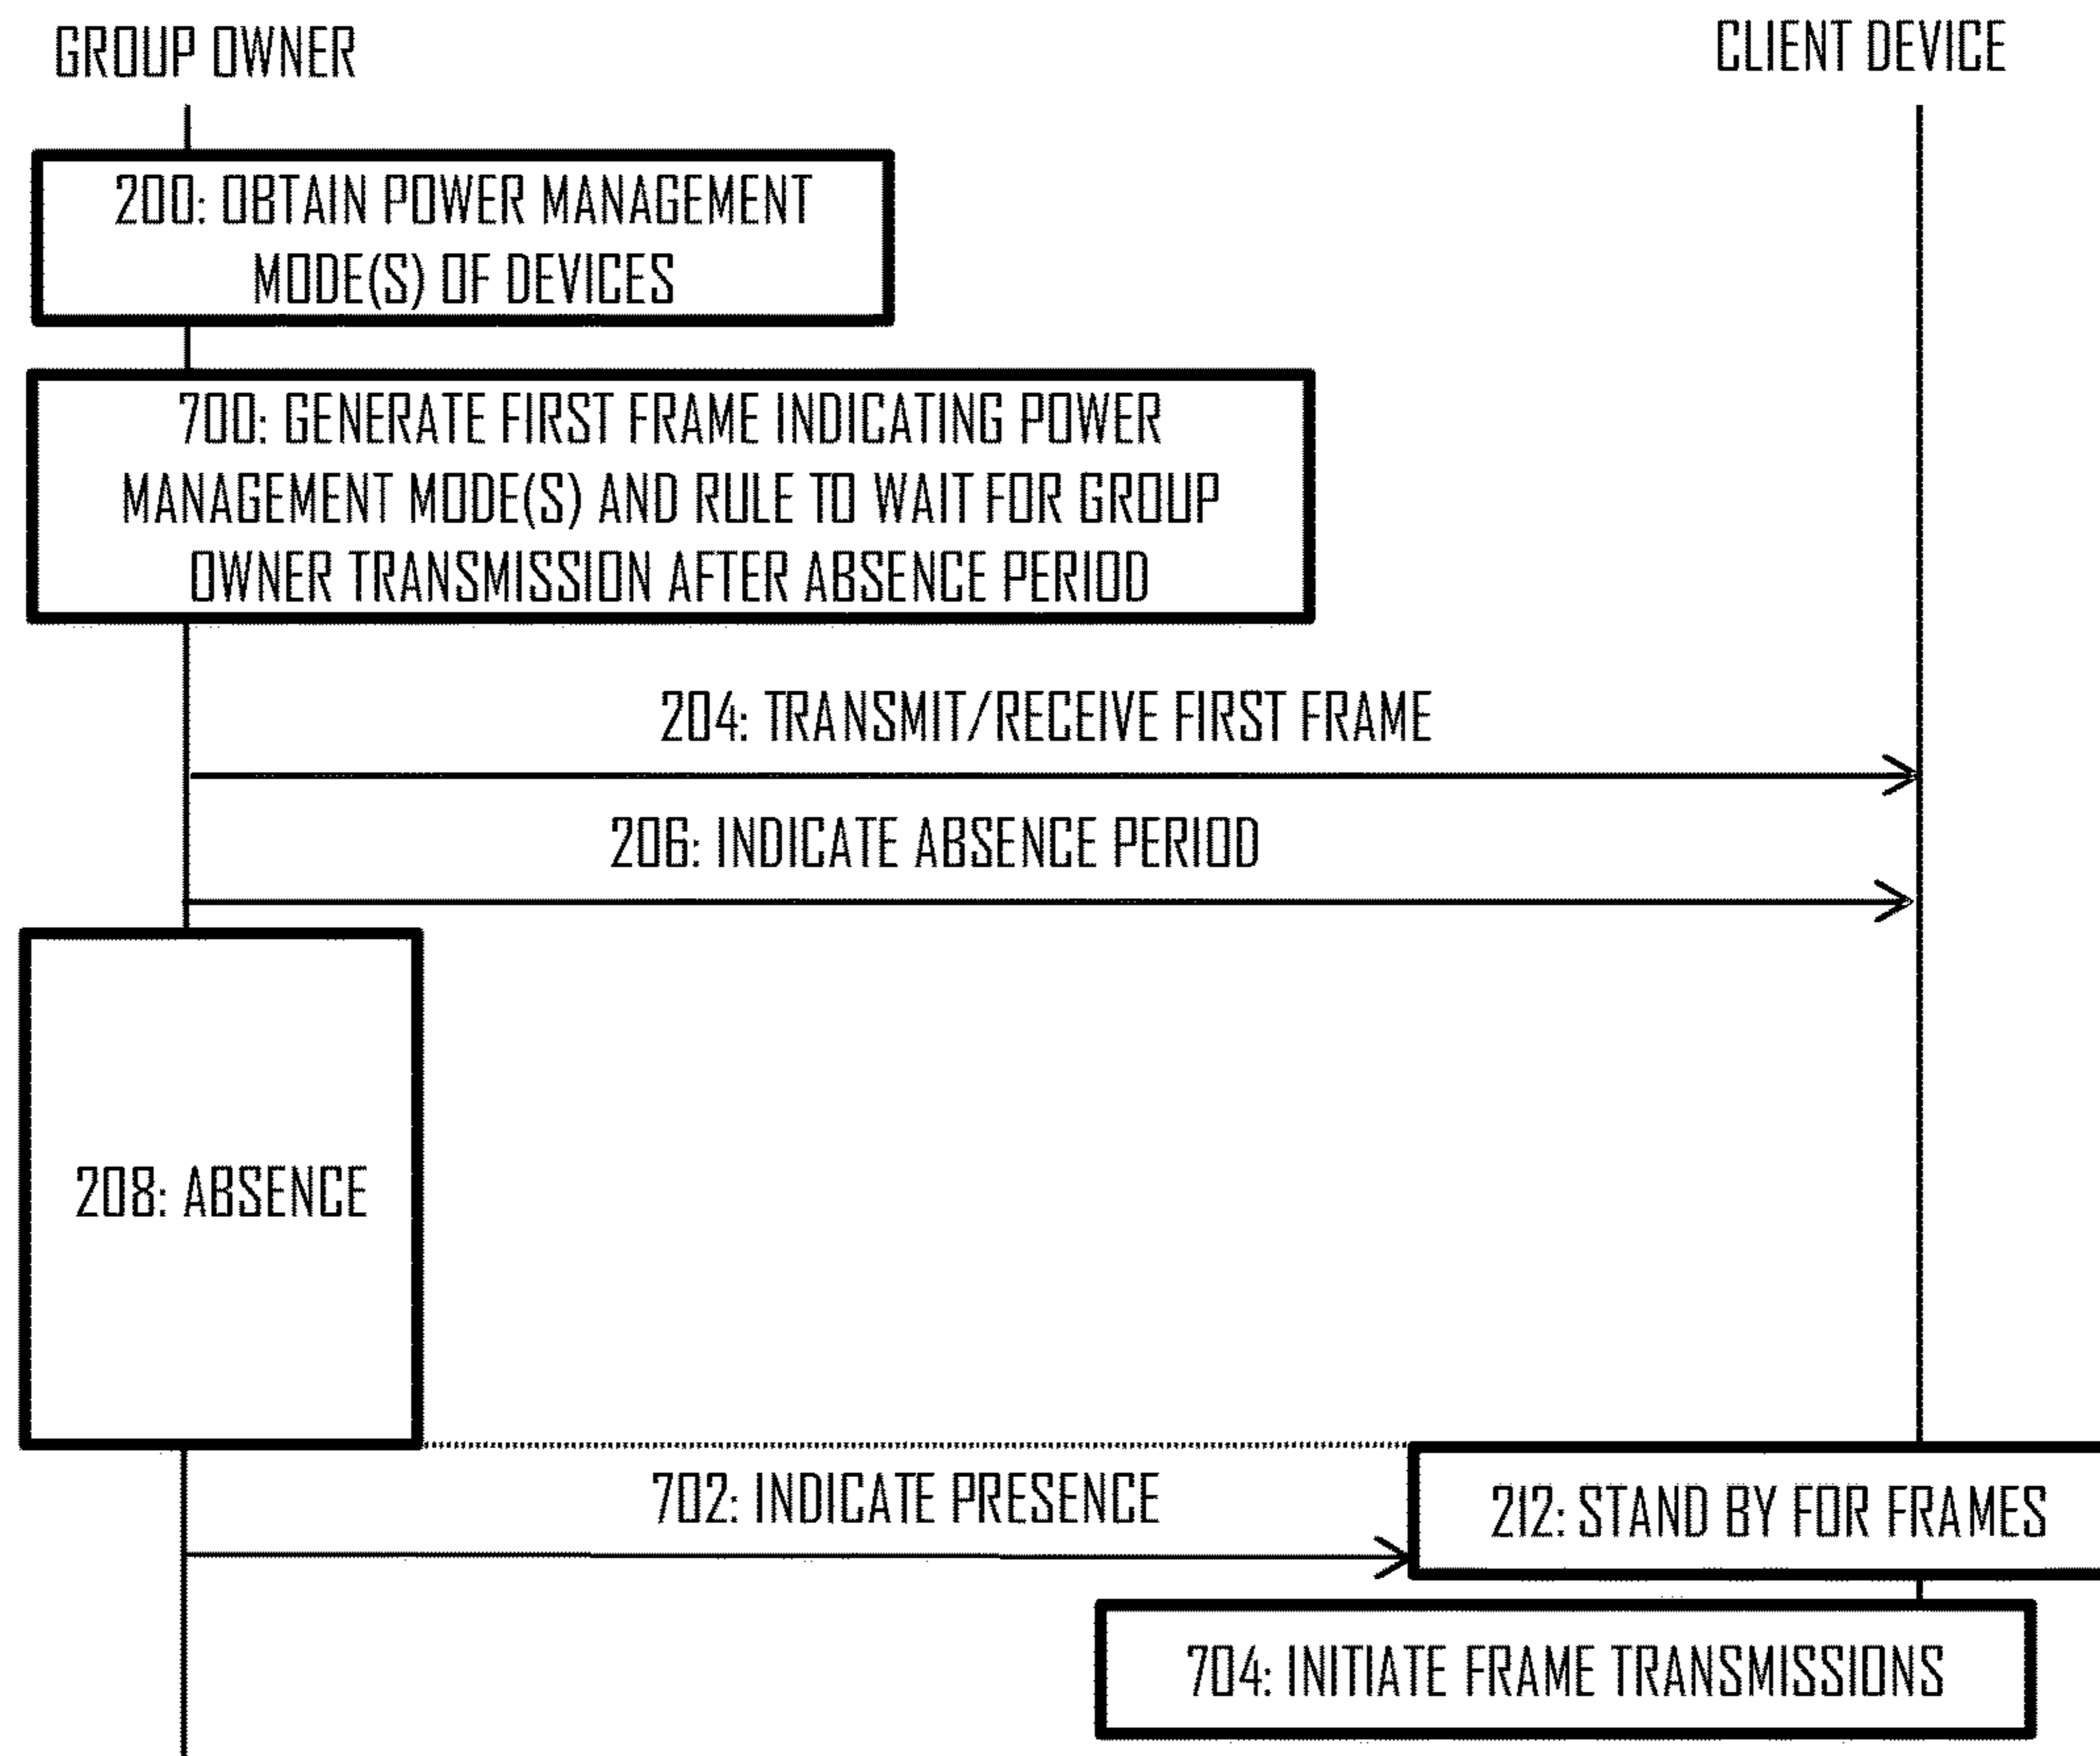 GROUP OWNER
CLIENT DEVICE
200: OBTAIN POWER MANAGEMENT
MODE(S) OF DEVICES
700: GENERATE FIRST FRAME INDICATING POWER
MANAGEMENT MODE(S) AND RULE TO WAIT FOR GROUP
OWNER TRANSMISSION AFTER ABSENCE PERIOD
204: TRANSMIT/RECEIVE FIRST FRAME
206: INDICATE ABSENCE PERIOD
208: ABSENCE
702: INDICATE PRESENCE
212: STAND BY FOR FRAMES
704: INITIATE FRAME TRANSMISSIONS